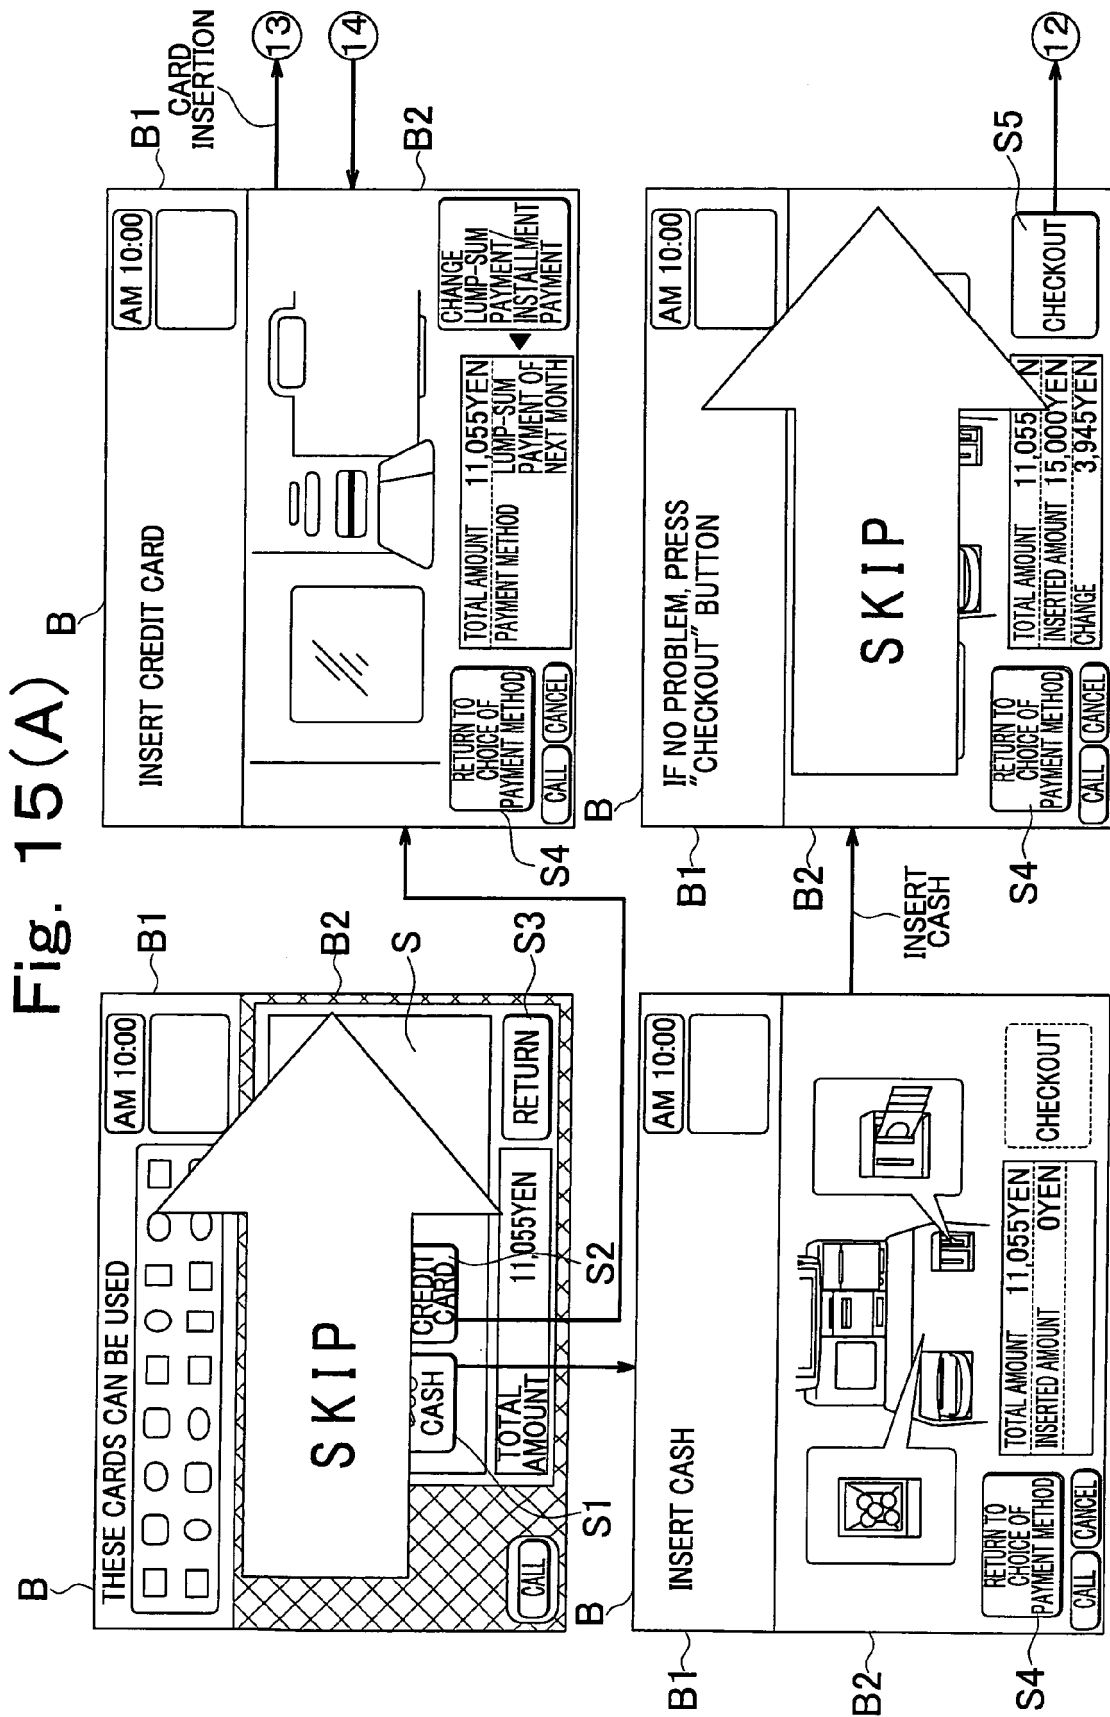 Fig. 15(A)
B
THESE CARDS CAN BE USED
AM 10:00
B1
B2
S
SKIP
CASH
CREDIT
CARD
TOTAL
AMOUNT
11,055YEN
RETURN
S3
CALL
S1
S2
B
INSERT CREDIT CARD
AM 10:00
B1
CARD
INSERTION
13
14
B2
RETURN TO
CHOICE OF
PAYMENT METHOD
TOTAL AMOUNT 11,055YEN
PAYMENT METHOD LUMP-SUM
PAYMENT OF
NEXT MONTH
CHANGE
LUMP-SUM
PAYMENT/
INSTALLMENT
PAYMENT
CALL
CANCEL
S4
B
INSERT CASH
AM 10:00
B1
B2
RETURN TO
CHOICE OF
PAYMENT METHOD
TOTAL AMOUNT 11,055YEN
INSERTED AMOUNT 0YEN
CHECKOUT
CALL
CANCEL
S4
INSERT
CASH
B
IF NO PROBLEM, PRESS
"CHECKOUT" BUTTON
AM 10:00
B1
B2
SKIP
RETURN TO
CHOICE OF
PAYMENT METHOD
TOTAL AMOUNT 11,055 N
INSERTED AMOUNT 15,000YEN
CHANGE 3,945YEN
CHECKOUT
S5
12
CALL
CANCEL
S4